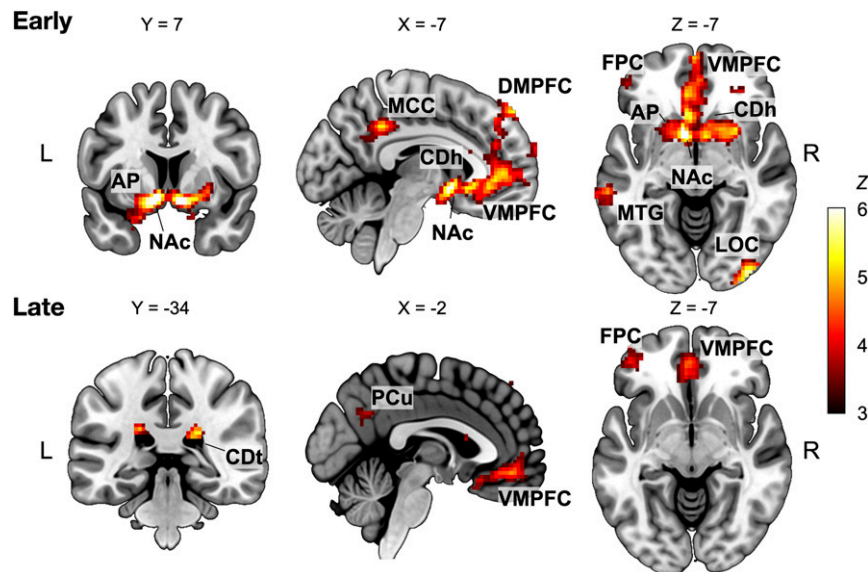 Early
Y = 7
X = -7
Z = -7
FPC
VMPFC
DMPFC
MCC
AP
CDh
CDh
L
AP
R
NAc
Z
NAc
VMPFC
MTG
6
NAc
LOC
5
Late
Y = -34
X = -2
Z = -7
4
FPC
VMPFC
PCu
3
L
CDt
R
VMPFC